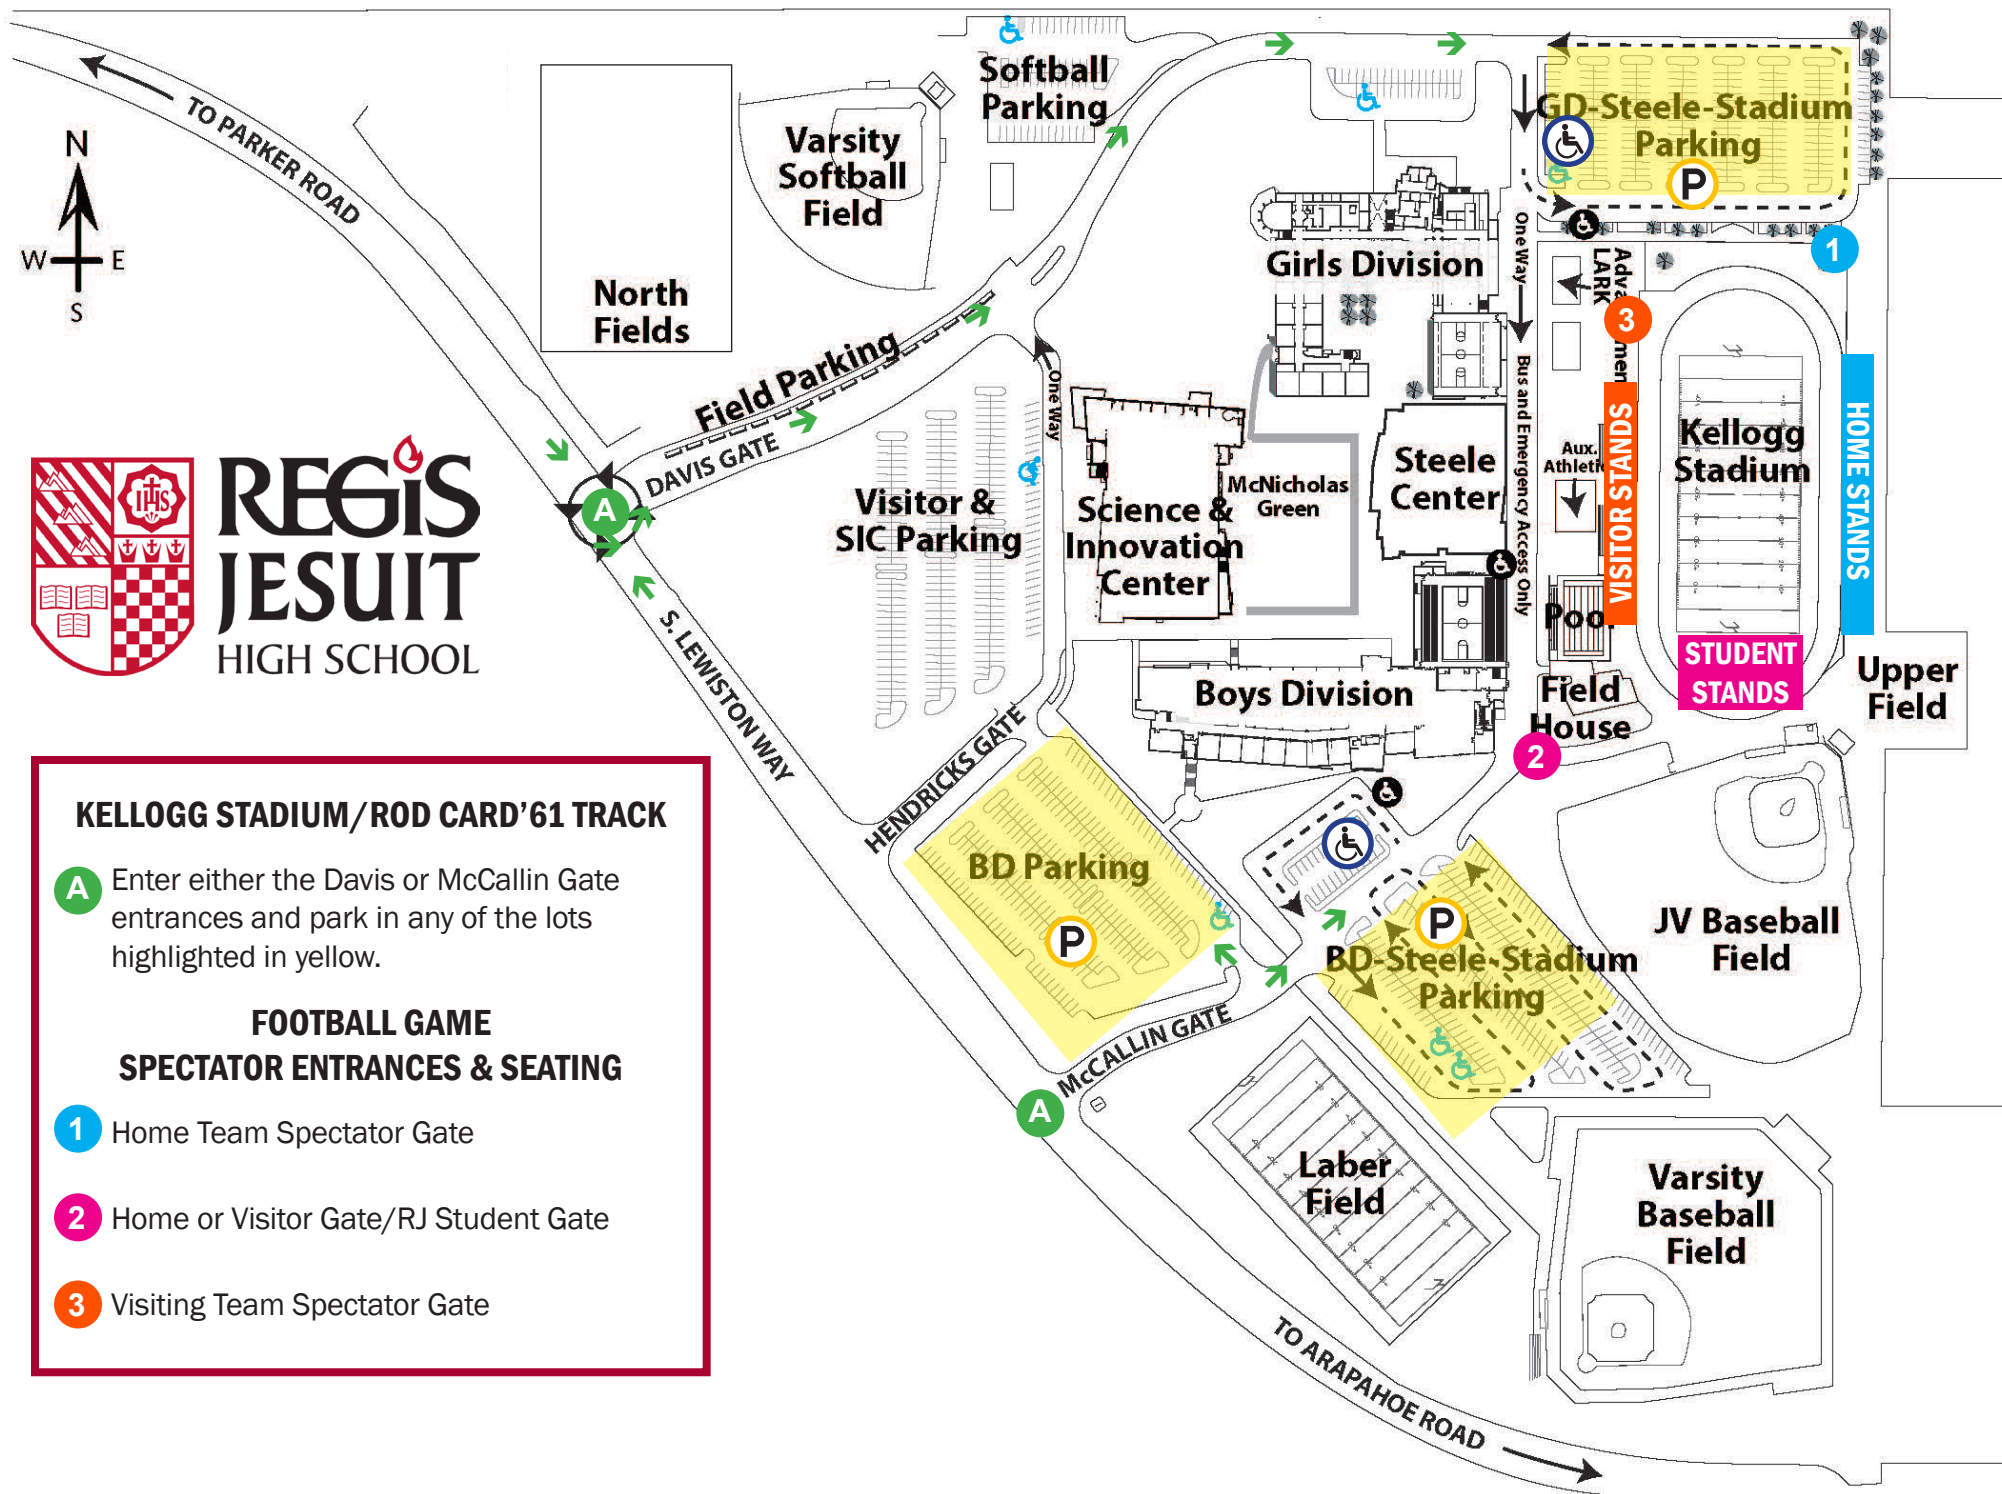 TO PARKER ROAD
N
W E
S
Softball
Parking
Varsity
Softball
Field
North
Fields
GD-Steele-Stadium
Parking
P
1
Girls Division
One Way
LARK
3
Field Parking
DAVIS GATE
One Way
Bus and Emergency Access Only
Kellogg
Stadium
HOME STANDS
VISITOR STANDS
Aux.
Steele
Center
McNicholas
Green
Visitor &
SIC Parking
Science &
Innovation
Center
A
IHS
REGIS
JESUIT
HIGH SCHOOL
S. LEWISTON WAY
STUDENT
STANDS
Upper
Field
Boys Division
Field
House
2
HENDRICKS GATE
BD Parking
P
P
BD-Steele-Stadium
Parking
JV Baseball
Field
McCALLIN GATE
A
Laber
Field
Varsity
Baseball
Field
TO ARAPAHOE ROAD
KELLOGG STADIUM/ROD CARD'61 TRACK
A Enter either the Davis or McCallin Gate
entrances and park in any of the lots
highlighted in yellow.
FOOTBALL GAME
SPECTATOR ENTRANCES & SEATING
1 Home Team Spectator Gate
2 Home or Visitor Gate/RJ Student Gate
3 Visiting Team Spectator Gate